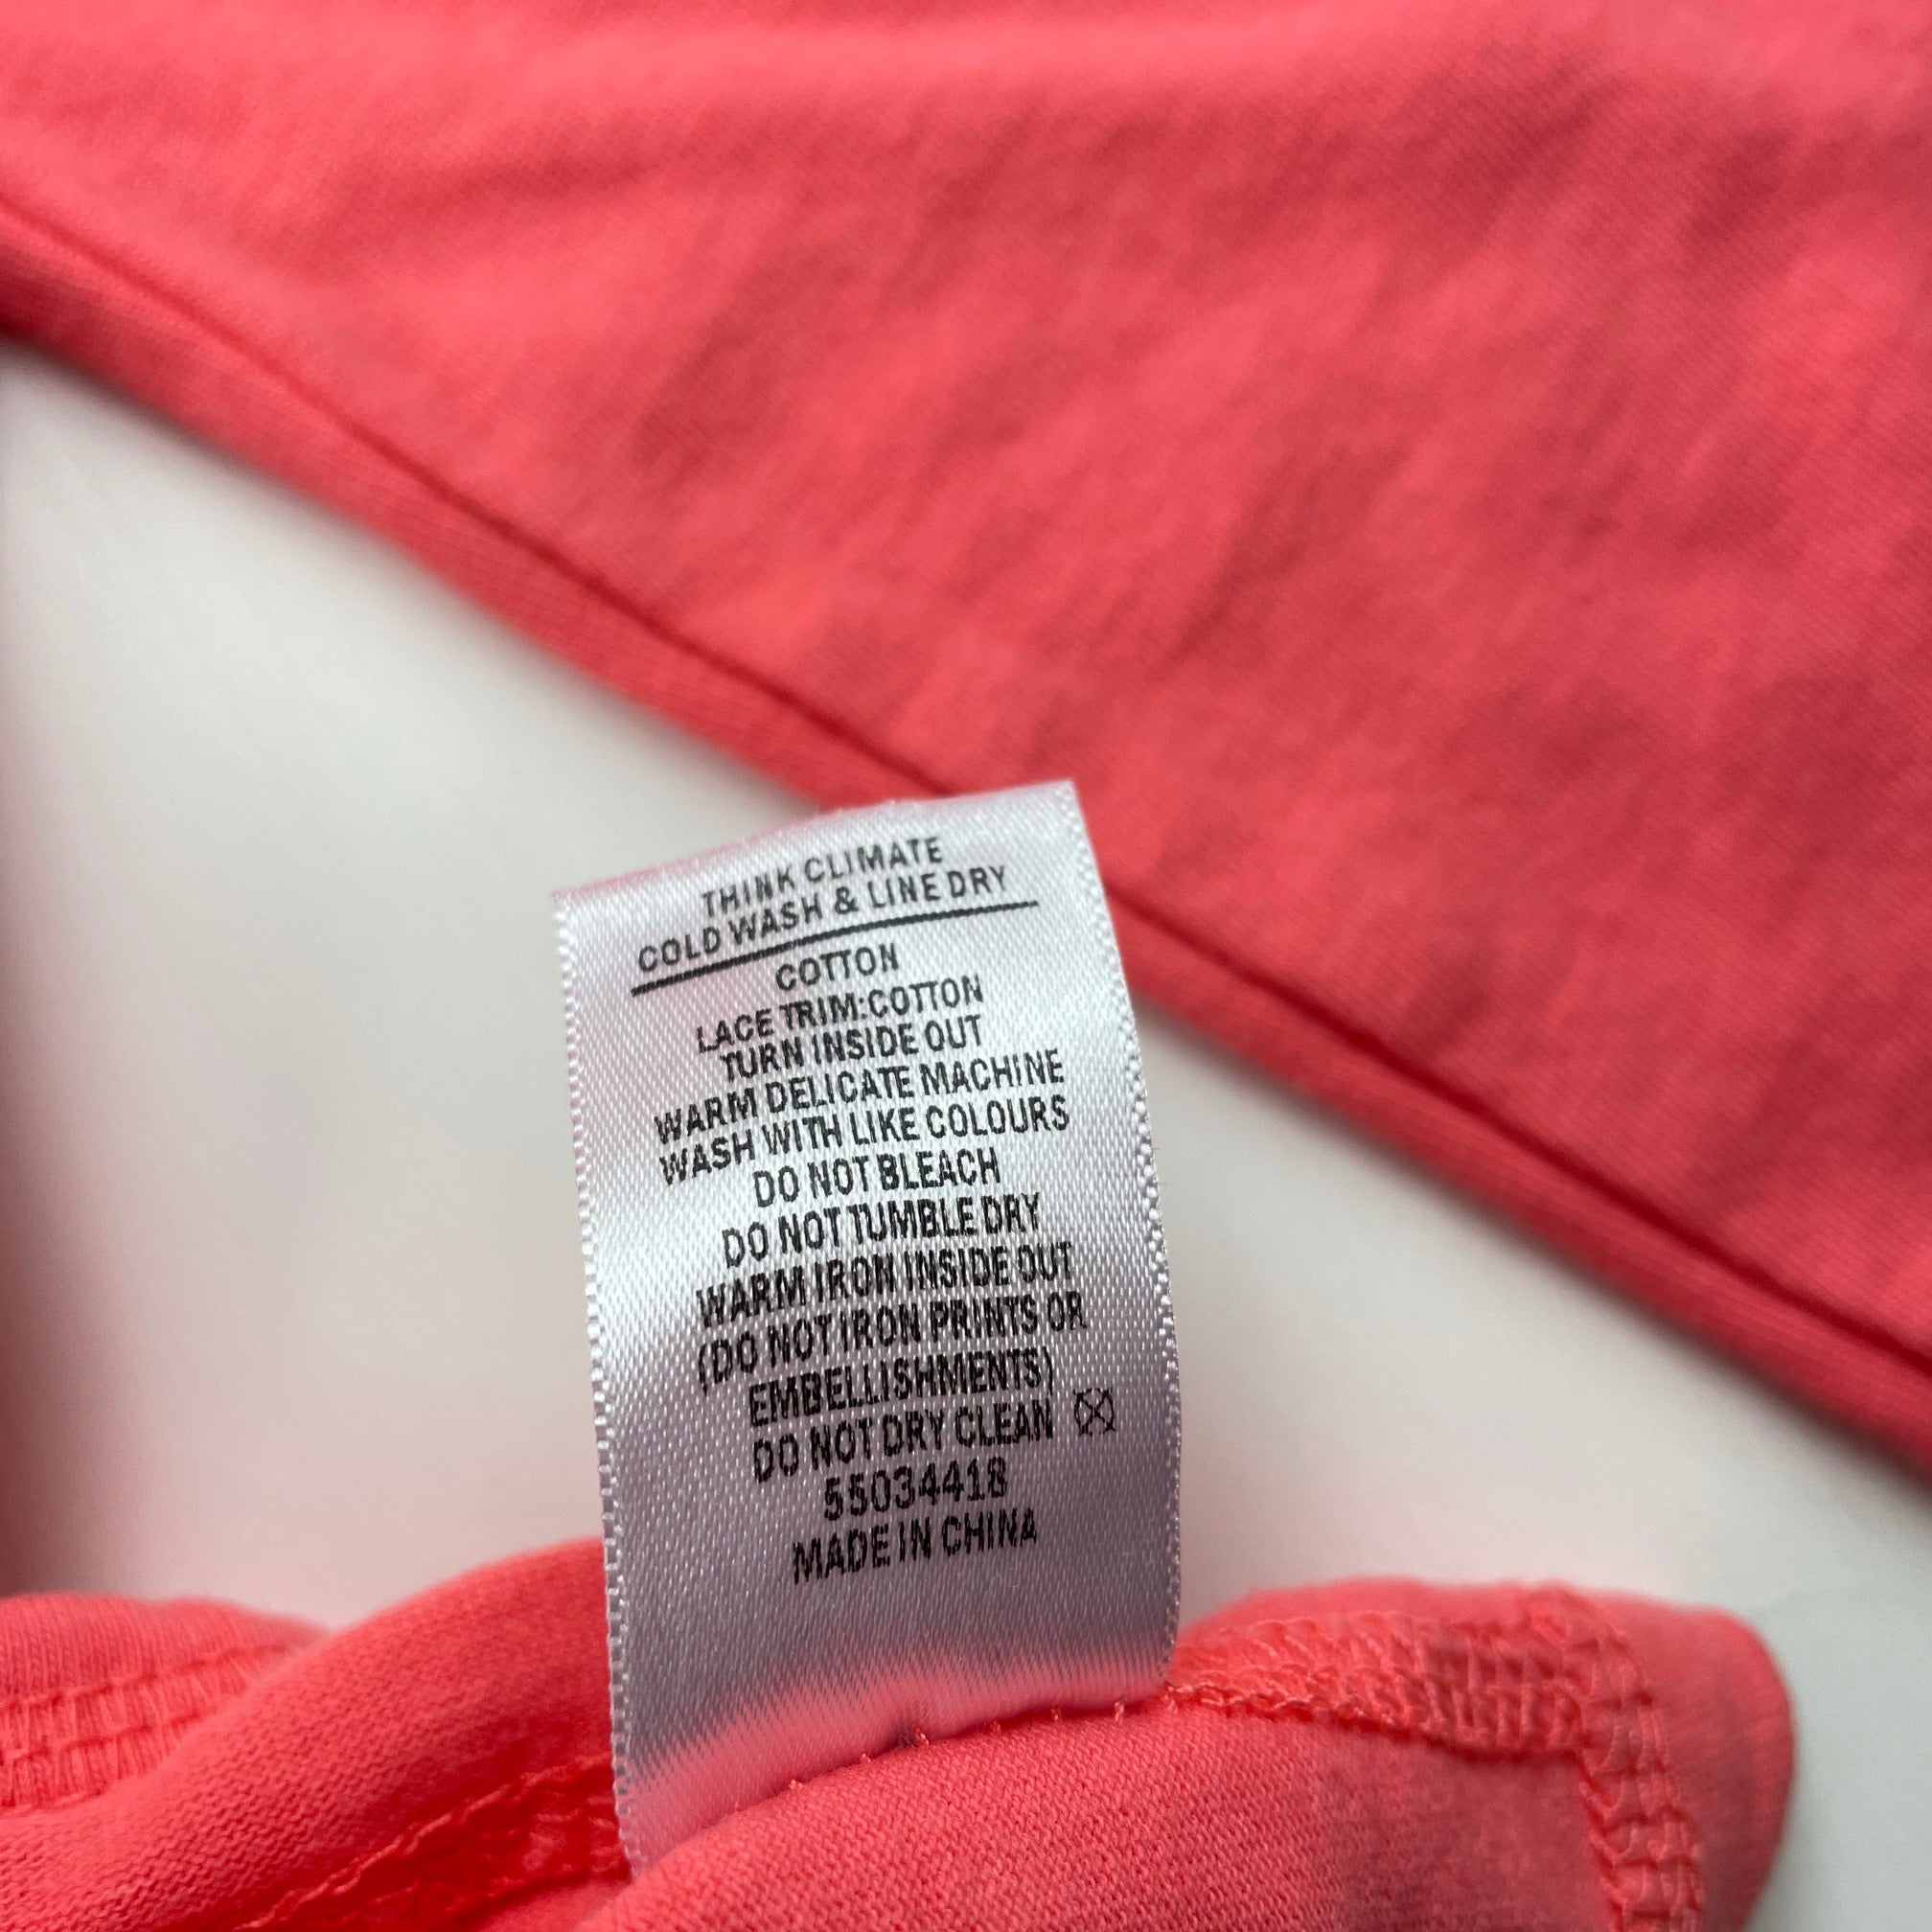 THINK CLIMATE
COLD WASH & LINE DRY
COTTON
LACE TRIM:COTTON
TURN INSIDE OUT
WARM DELICATE MACHINE
WASH WITH LIKE COLOURS
DO NOT BLEACH
DO NOT TUMBLE DRY
WARM IRON INSIDE OUT
(DO NOT IRON PRINTS OR
EMBELLISHMENTS)
DO NOT DRY CLEAN
55034418
MADE IN CHINA